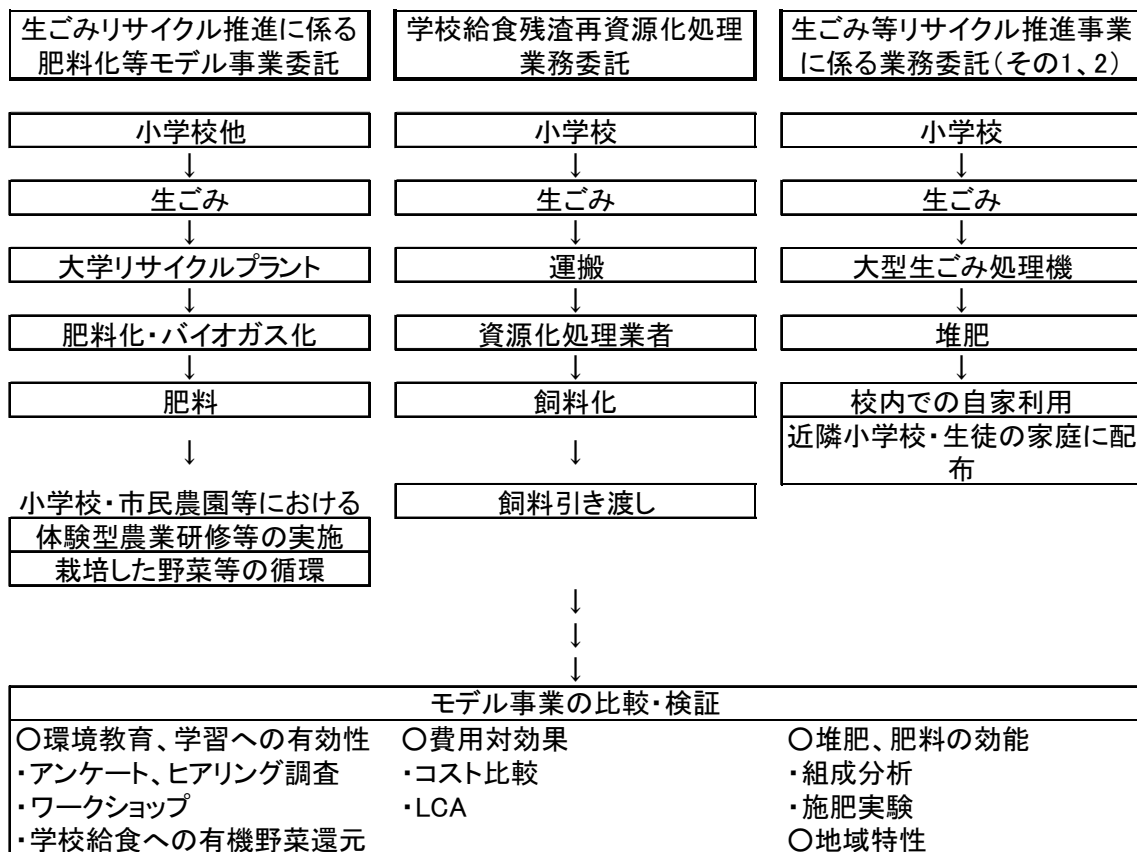 生ごみリサイクル推進に係る
肥料化等モデル事業委託
小学校他
↓
生ごみ
↓
大学リサイクルプラント
↓
肥料化・バイオガス化
↓
肥料
↓
小学校・市民農園等における
体験型農業研修等の実施
栽培した野菜等の循環
学校給食残渣再資源化処理
業務委託
小学校
↓
生ごみ
↓
運搬
↓
資源化処理業者
↓
飼料化
↓
飼料引き渡し
生ごみ等リサイクル推進事業
に係る業務委託(その1、2)
小学校
↓
生ごみ
↓
大型生ごみ処理機
↓
堆肥
↓
校内での自家利用
近隣小学校・生徒の家庭に配
布
↓
↓
↓
モデル事業の比較・検証
○環境教育、学習への有効性
・アンケート、ヒアリング調査
・ワークショップ
・学校給食への有機野菜還元
○費用対効果
・コスト比較
・LCA
○堆肥、肥料の効能
・組成分析
・施肥実験
○地域特性